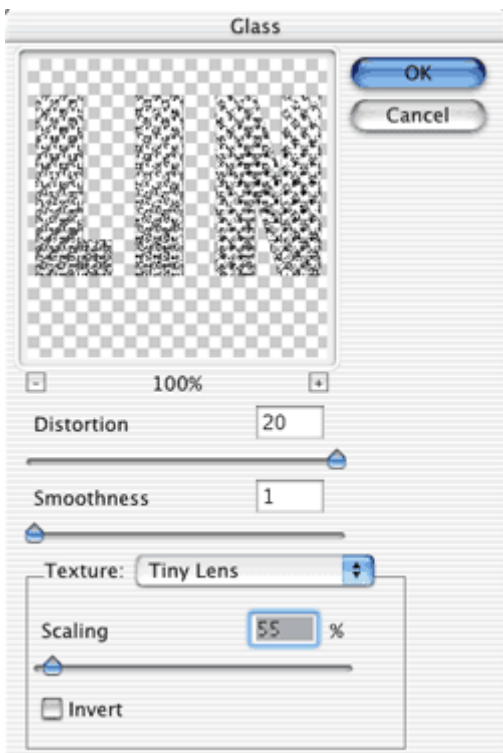 Glass
LIN
OK
Cancel
- 100% +
Distortion 20
Smoothness 1
Texture: Tiny Lens
Scaling 55 %
Invert